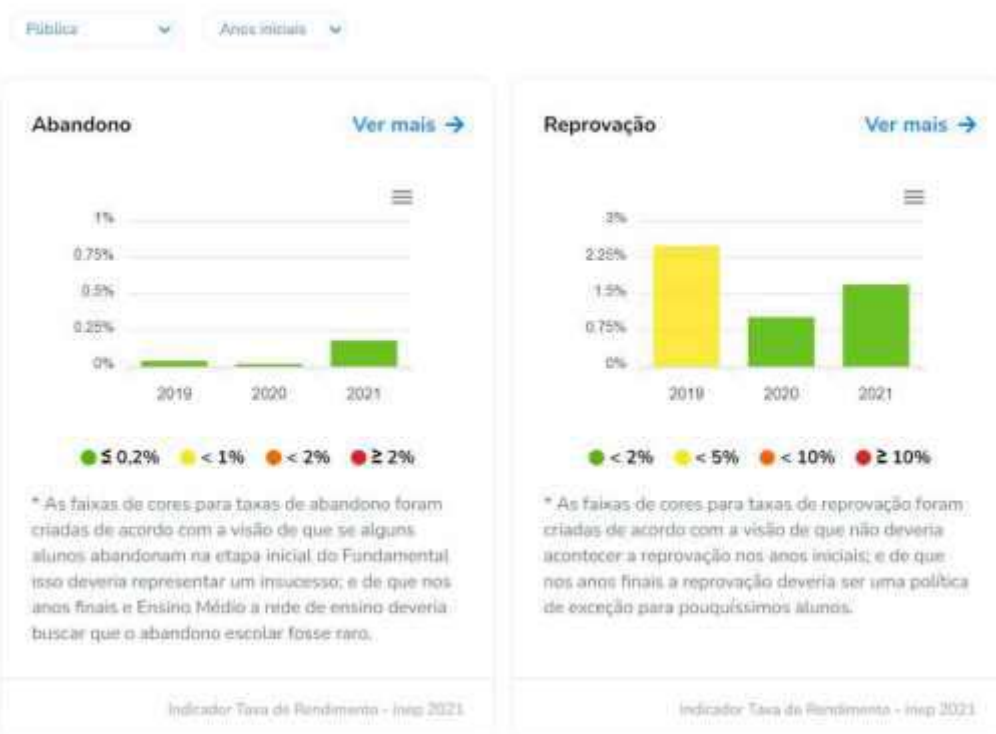 Pública
Anos iniciais
Abandono
Ver mais →
1%
0.75%
0.5%
0.25%
0%
2019 2020 2021
≤ 0,2% < 1% < 2% ≥ 2%
* As faixas de cores para taxas de abandono foram
criadas de acordo com a visão de que se alguns
alunos abandonam na etapa inicial do Fundamental
isso deveria representar um insucesso; e de que nos
anos finais e Ensino Médio a rede de ensino deveria
buscar que o abandono escolar fosse raro.
Indicador Taxa de Rendimento - Inep 2021
Reprovação
Ver mais →
3%
2.25%
1.5%
0.75%
0%
2019 2020 2021
< 2% < 5% < 10% ≥ 10%
* As faixas de cores para taxas de reprovação foram
criadas de acordo com a visão de que não deveria
acontecer a reprovação nos anos iniciais; e de que
nos anos finais a reprovação deveria ser uma política
de exceção para pouquíssimos alunos.
Indicador Taxa de Rendimento - Inep 2021